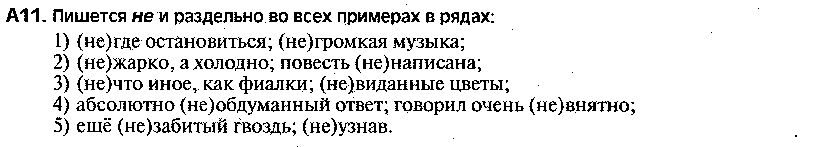 А11. Пишется не и раздельно во всех примерах в рядах:
1) (не)где остановиться; (не)громкая музыка;
2) (не)жарко, а холодно; повесть (не)написана;
3) (не)что иное, как фиалки; (не)виданные цветы;
4) абсолютно (не)обдуманный ответ; говорил очень (не)внятно;
5) ещё (не)забитый гвоздь; (не)узнав.